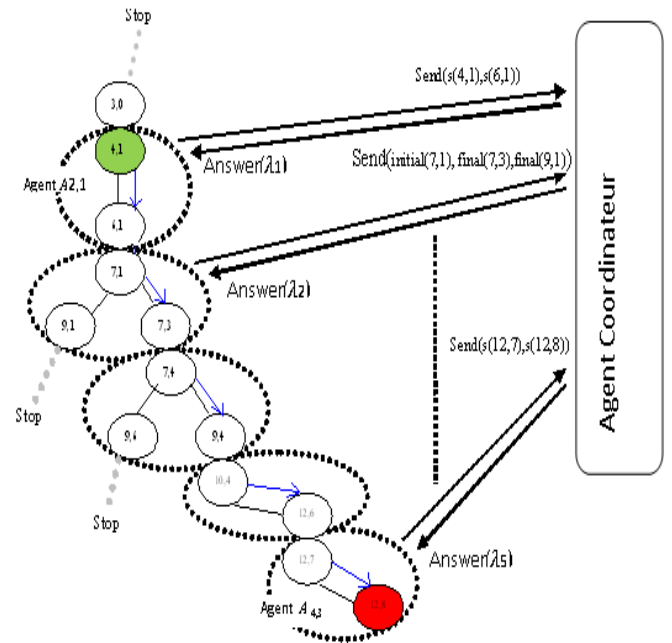 Stop
3,0
Send(s(4,1),s(6,1))
4,1
Answer(λ1)
Send(initial(7,1), final(7,3),final(9,1))
Agent A2,1
6,1
7,1
Answer(λ2)
9,1
7,3
Send(s(12,7),s(12,8))
7,4
Stop
9,6
9,4
10,4
12,6
Stop
12,7
Answer(λ5)
12,8
Agent A 4,3
Agent Coordinateur